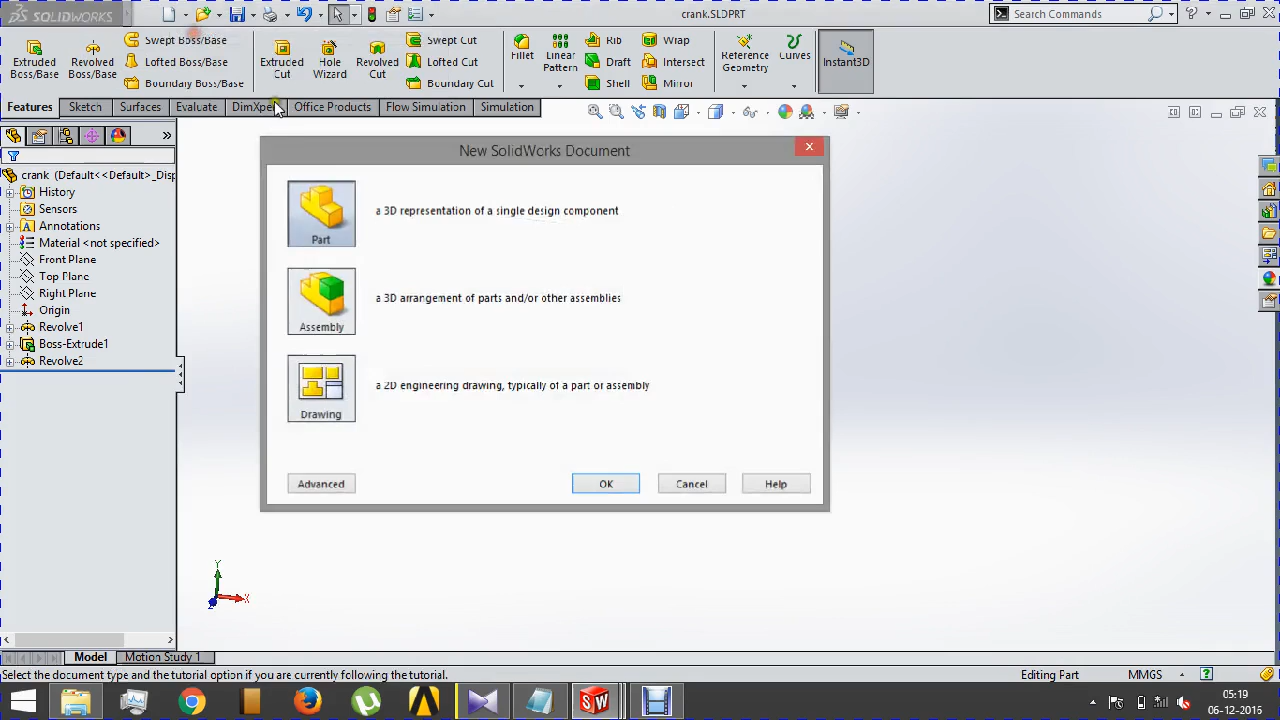 SOLIDWORKS
crank.SLDPRT
Search Commands
Extruded Boss/Base
Revolved Boss/Base
Swept Boss/Base
Lofted Boss/Base
Boundary Boss/Base
Extruded Cut
Hole Wizard
Revolved Cut
Swept Cut
Lofted Cut
Boundary Cut
Fillet
Linear Pattern
Rib
Draft
Shell
Wrap
Intersect
Mirror
Reference Geometry
Curves
Instant3D
Features
Sketch
Surfaces
Evaluate
DimXpe
Office Products
Flow Simulation
Simulation
crank (Default<<Default>_Disp
History
Sensors
Annotations
Material <not specified>
Front Plane
Top Plane
Right Plane
Origin
Revolve1
Boss-Extrude1
Revolve2
New SolidWorks Document
Part
a 3D representation of a single design component
Assembly
a 3D arrangement of parts and/or other assemblies
Drawing
a 2D engineering drawing, typically of a part or assembly
Advanced
OK
Cancel
Help
Y
X
Z
Model
Motion Study 1
Select the document type and the tutorial option if you are currently following the tutorial.
Editing Part
MMGS
05:19
06-12-2016